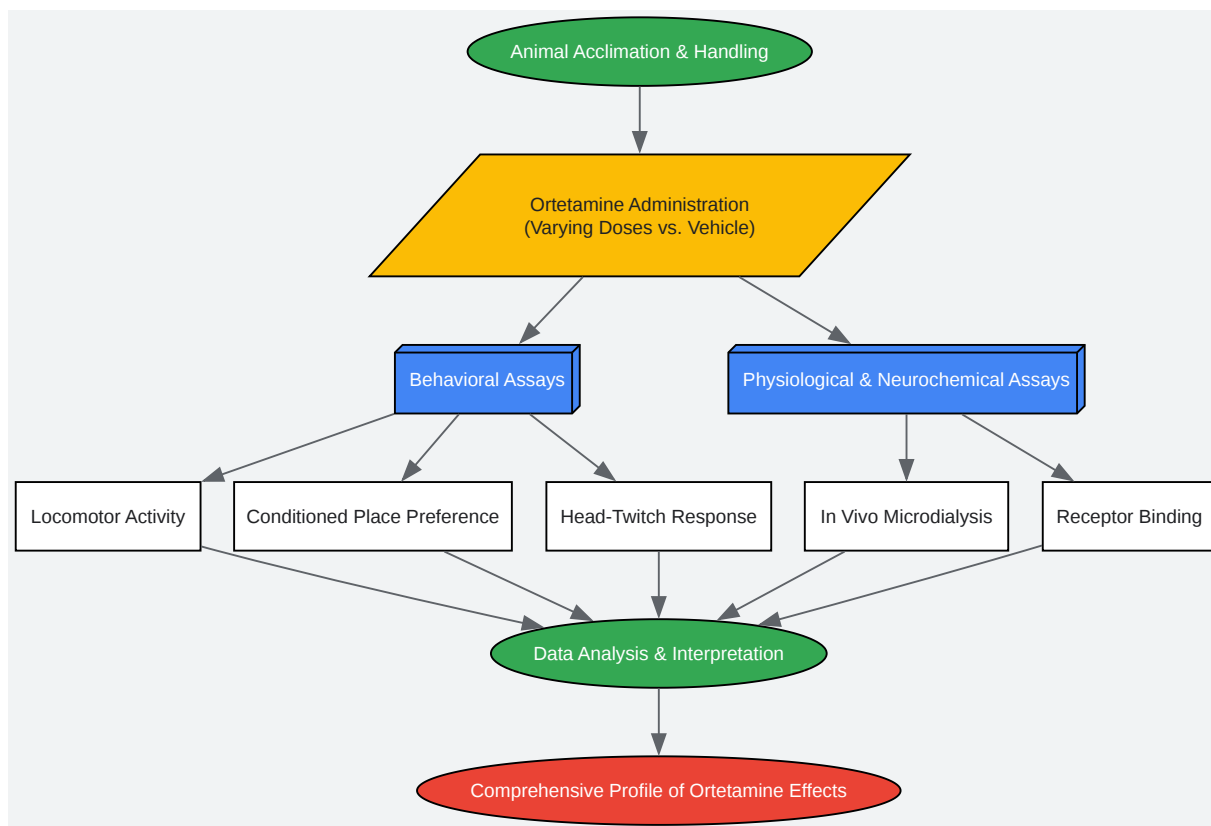 Animal Acclimation & Handling
Ortetamine Administration
(Varying Doses vs. Vehicle)
Behavioral Assays
Physiological & Neurochemical Assays
Locomotor Activity
Conditioned Place Preference
Head-Twitch Response
In Vivo Microdialysis
Receptor Binding
Data Analysis & Interpretation
Comprehensive Profile of Ortetamine Effects